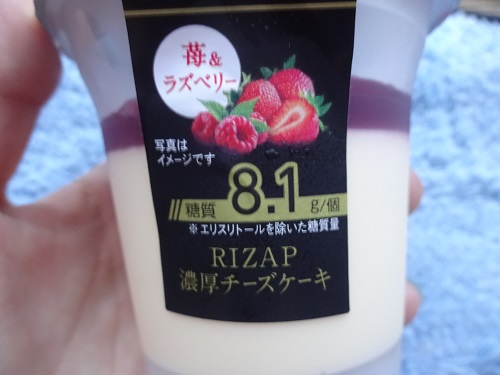 苺&
ラズベリー
写真は
イメージです
糖質 8.1 g/個
※エリスリトールを除いた糖質量
RIZAP
濃厚チーズケーキ